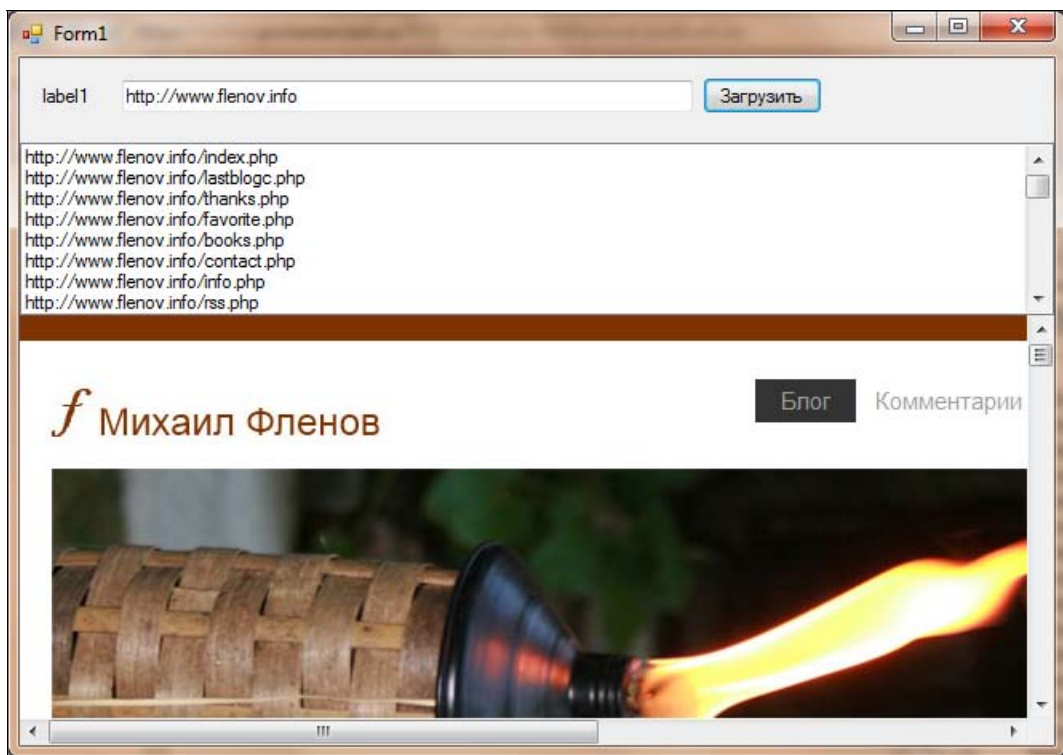 Form1
label1 http://www.flenov.info Загрузить
http://www.flenov.info/index.php
http://www.flenov.info/lastblogc.php
http://www.flenov.info/thanks.php
http://www.flenov.info/favorite.php
http://www.flenov.info/books.php
http://www.flenov.info/contact.php
http://www.flenov.info/info.php
http://www.flenov.info/rss.php
f Михаил Фленов Блог Комментарии